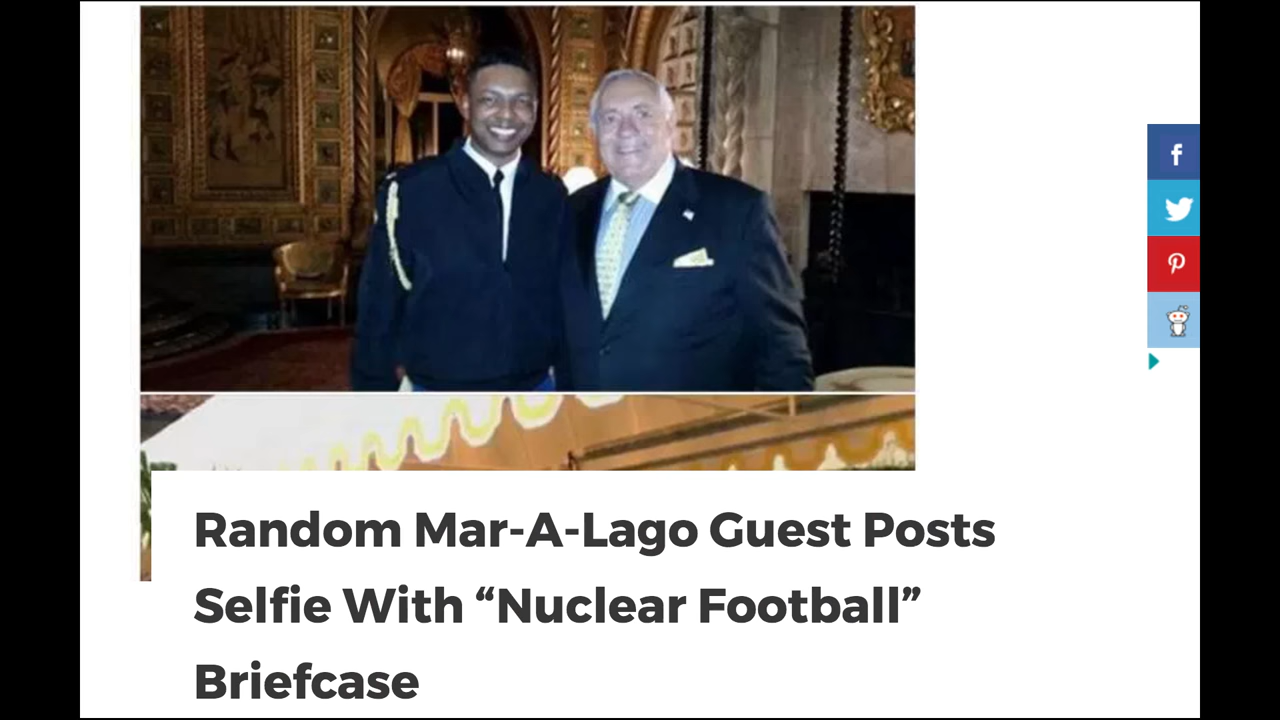 Random Mar-A-Lago Guest Posts
Selfie With “Nuclear Football”
Briefcase